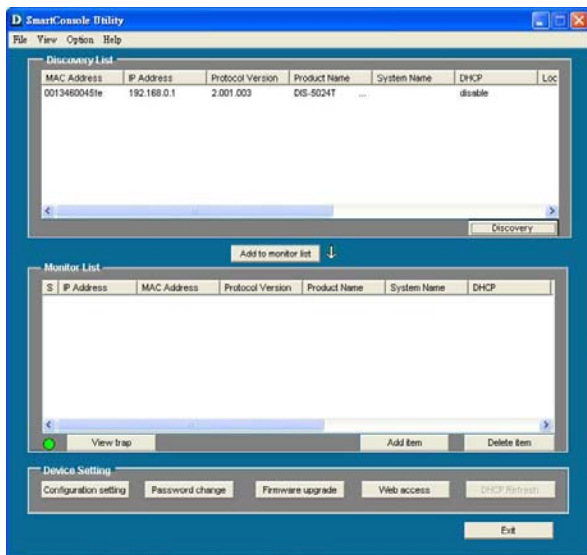 D SmartConsole Utility
File View Option Help
Discovery List
MAC Address IP Address Protocol Version Product Name System Name DHCP Loc
0013460045fe 192.168.0.1 2.001.003 DIS-5024T ... disable
Discovery
Add to monitor list ↓
Monitor List
S IP Address MAC Address Protocol Version Product Name System Name DHCP
View trap Add item Delete item
Device Setting
Configuration setting Password change Firmware upgrade Web access DHCP Refresh
Exit